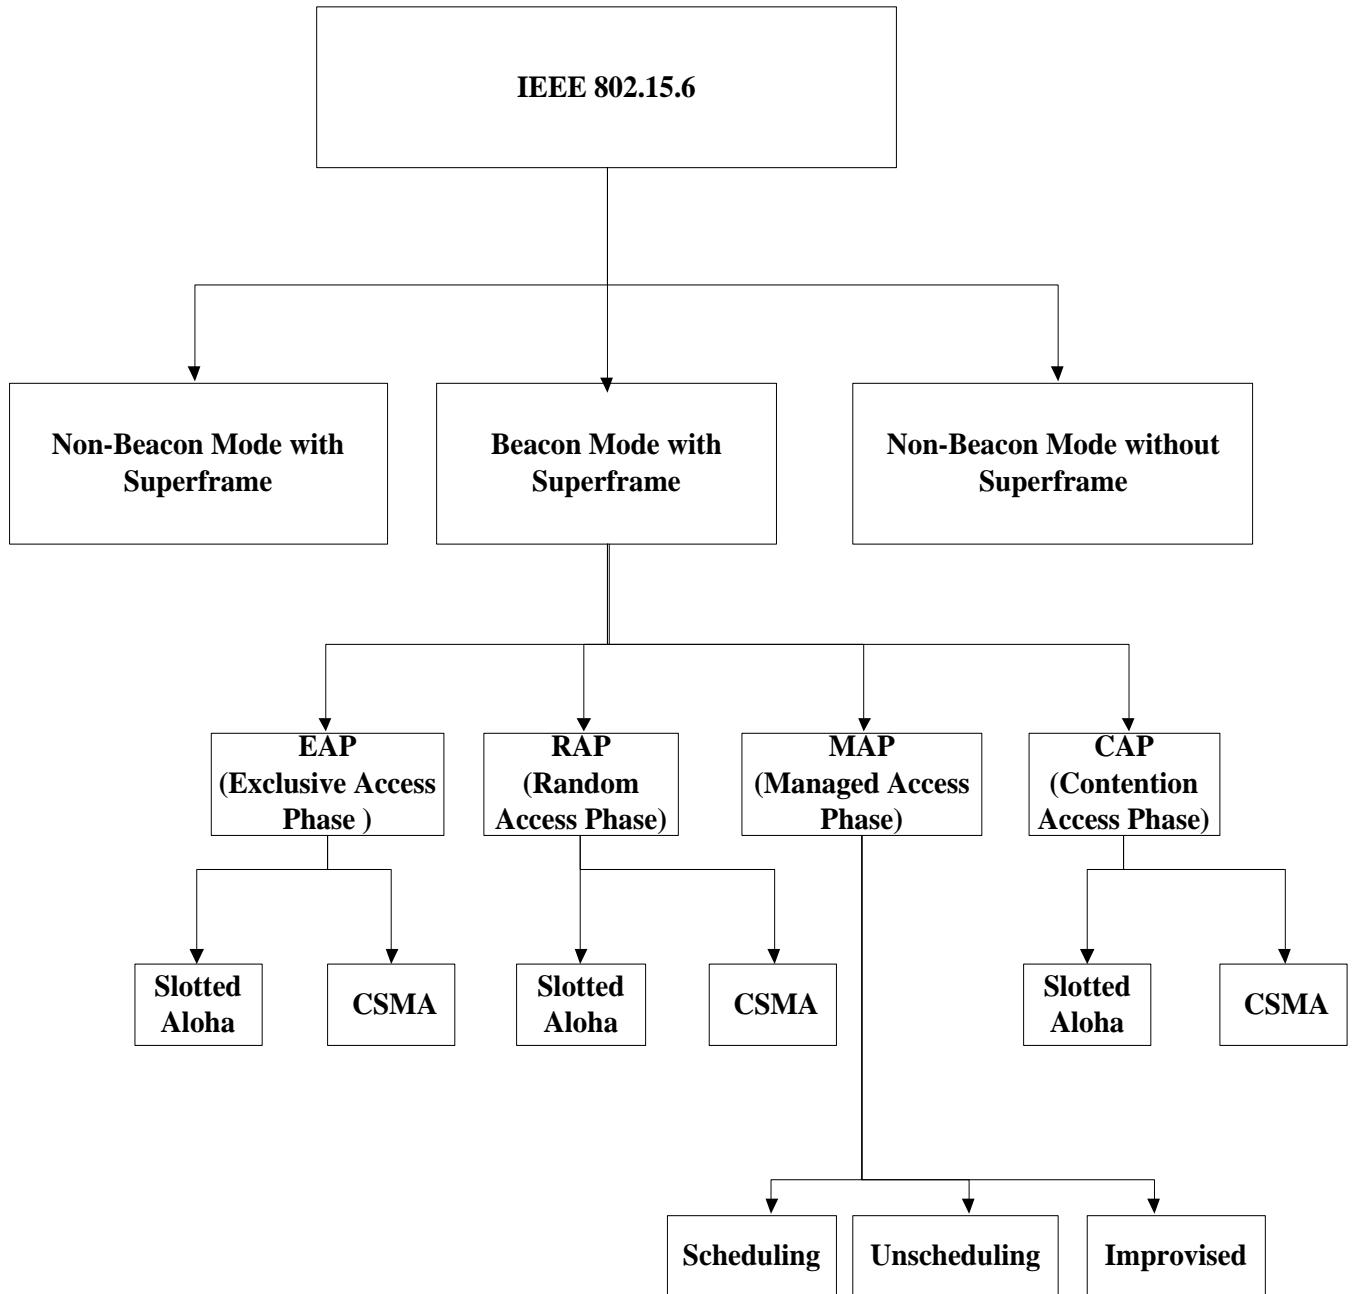 IEEE 802.15.6
Non-Beacon Mode with
Superframe
Beacon Mode with
Superframe
Non-Beacon Mode without
Superframe
EAP
(Exclusive Access
Phase )
RAP
(Random
Access Phase)
MAP
(Managed Access
Phase)
CAP
(Contention
Access Phase)
Slotted
Aloha
CSMA
Slotted
Aloha
CSMA
Slotted
Aloha
CSMA
Scheduling
Unscheduling
Improvised